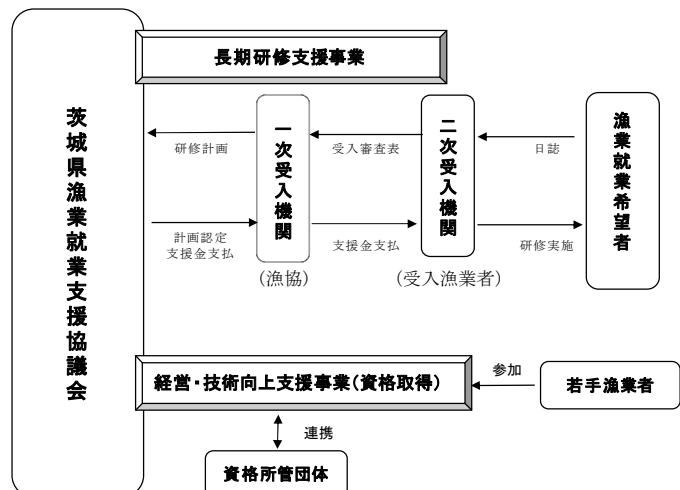 茨城県漁業就業支援協議会
長期研修支援事業
研修計画
計画認定
支援金支払
一次受入機関
(漁協)
受入審査表
支援金支払
二次受入機関
(受入漁業者)
日誌
研修実施
漁業就業希望者
経営・技術向上支援事業(資格取得)
参加
若手漁業者
連携
資格所管団体